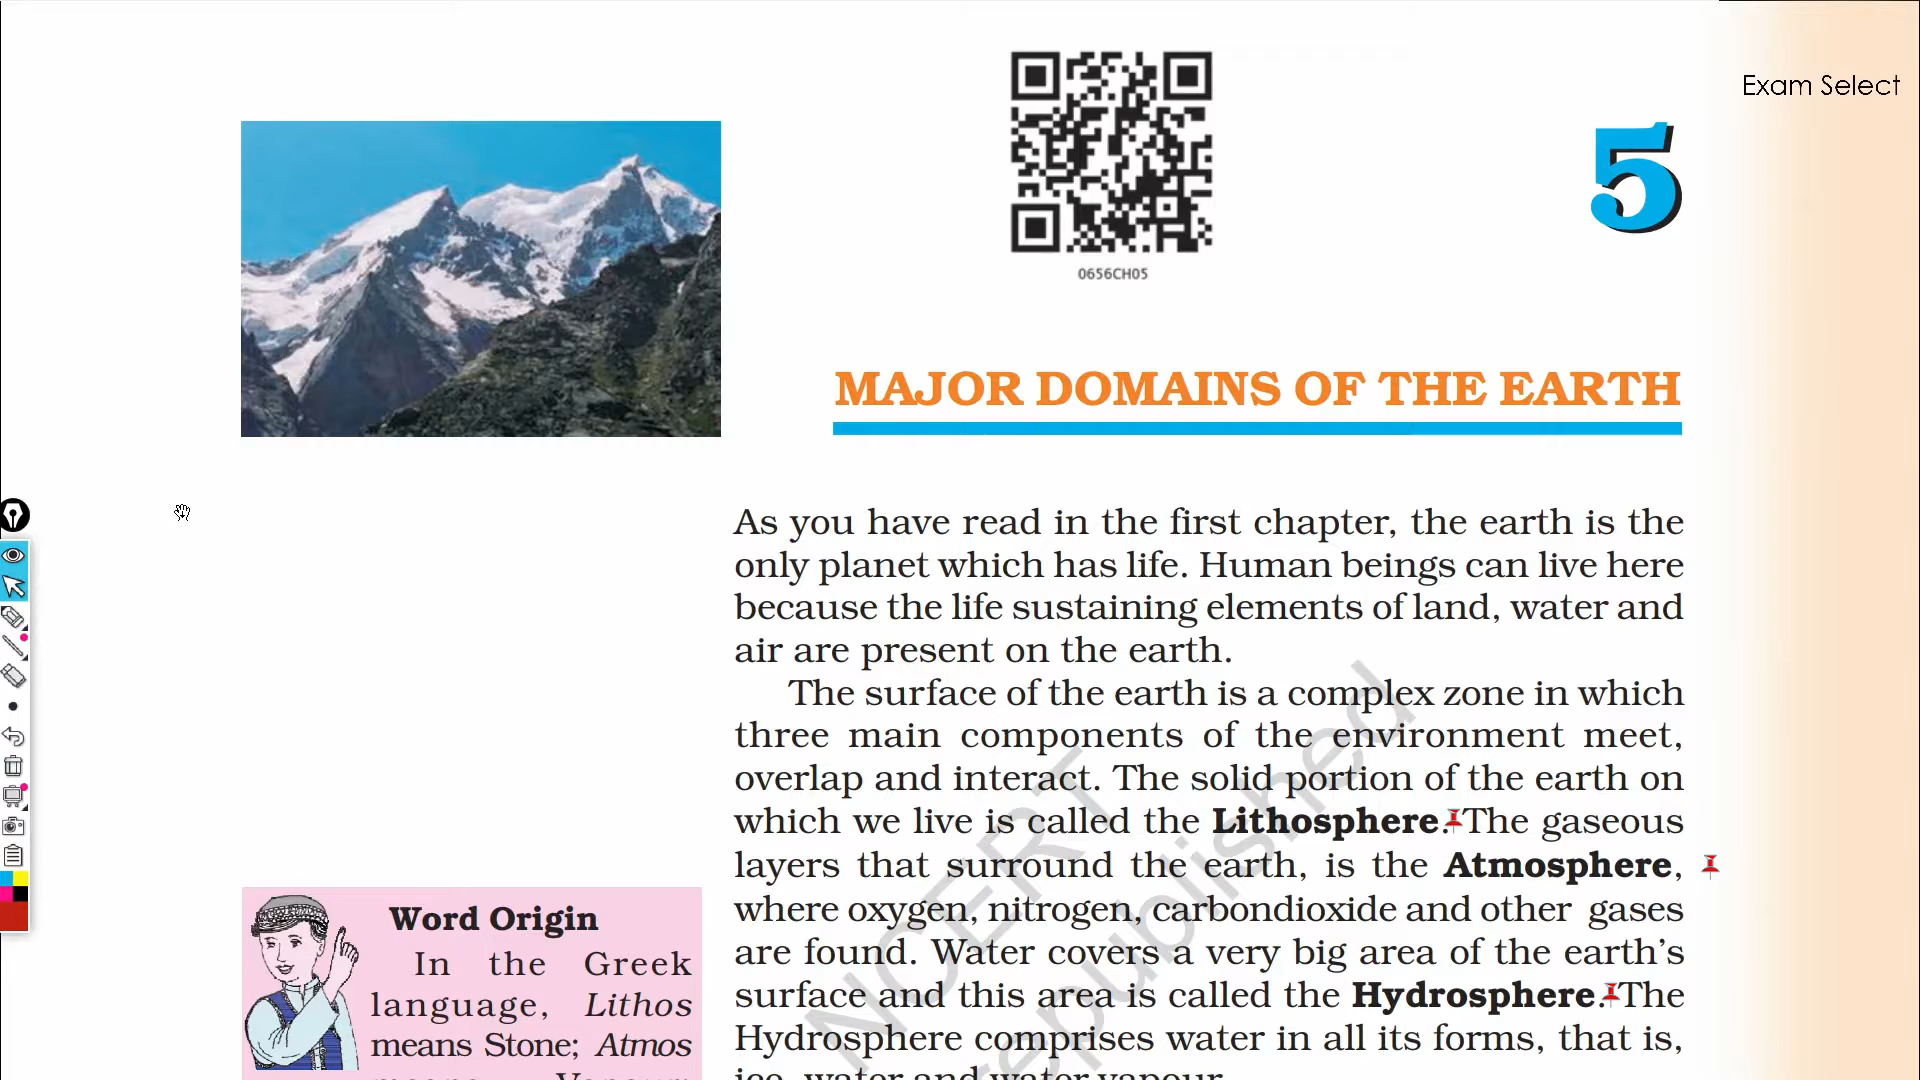 Exam Select
5
0656CH05
MAJOR DOMAINS OF THE EARTH
As you have read in the first chapter, the earth is the
only planet which has life. Human beings can live here
because the life sustaining elements of land, water and
air are present on the earth.
The surface of the earth is a complex zone in which
three main components of the environment meet,
overlap and interact. The solid portion of the earth on
which we live is called the Lithosphere. The gaseous
layers that surround the earth, is the Atmosphere,
where oxygen, nitrogen, carbondioxide and other gases
are found. Water covers a very big area of the earth's
surface and this area is called the Hydrosphere. The
Hydrosphere comprises water in all its forms, that is,
ice, water and water vapour.
Word Origin
In the Greek
language, Lithos
means Stone; Atmos
NCERT
republished